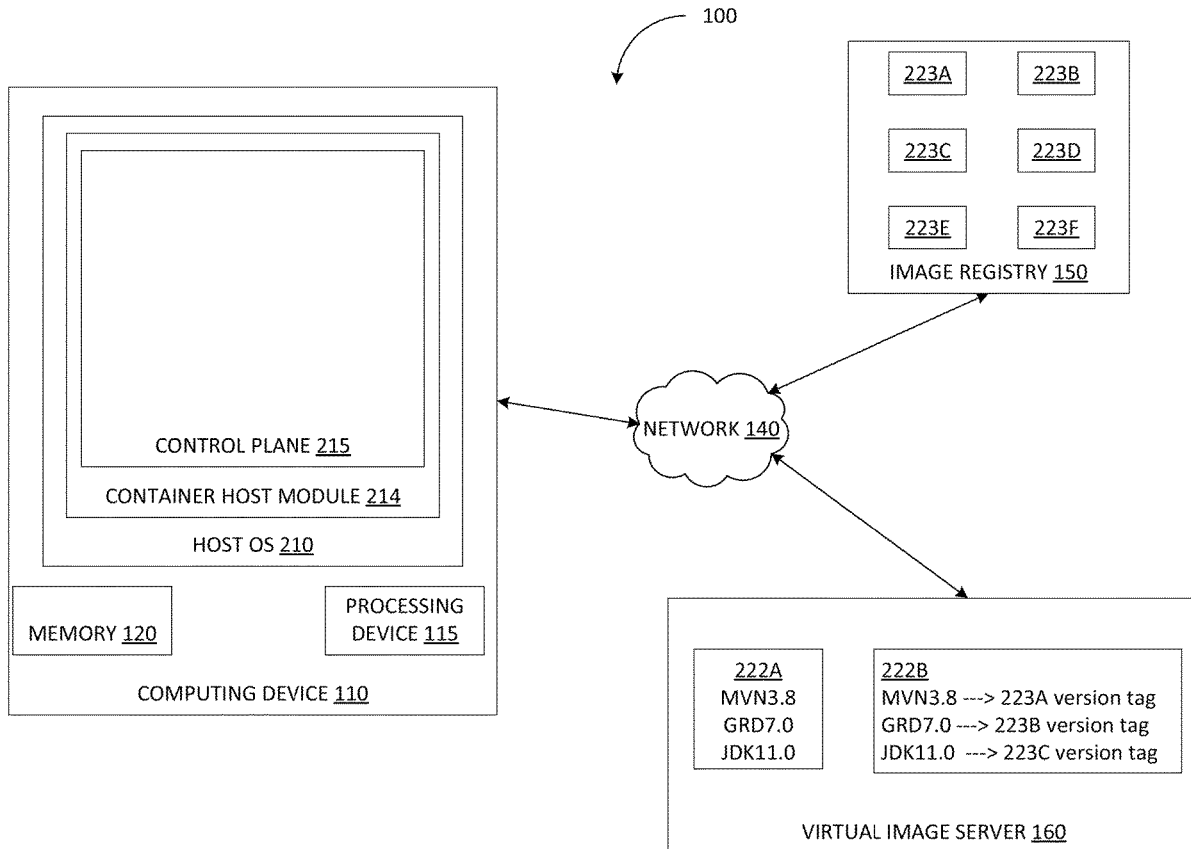 100
223A
223B
223C
223D
223E
223F
IMAGE REGISTRY 150
CONTROL PLANE 215
CONTAINER HOST MODULE 214
HOST OS 210
MEMORY 120
PROCESSING
DEVICE 115
COMPUTING DEVICE 110
NETWORK 140
222A
MVN3.8
GRD7.0
JDK11.0
222B
MVN3.8 ---> 223A version tag
GRD7.0 ---> 223B version tag
JDK11.0 ---> 223C version tag
VIRTUAL IMAGE SERVER 160